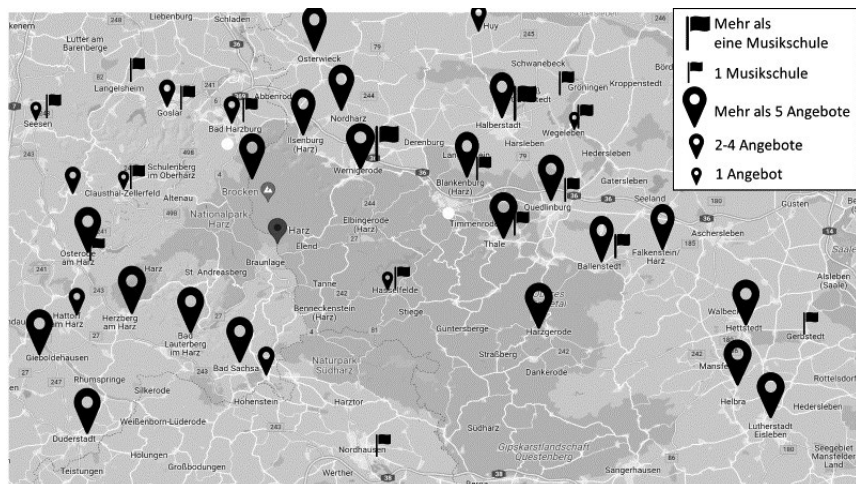 Mehr als
eine Musikschule
1 Musikschule
Mehr als 5 Angebote
2-4 Angebote
1 Angebot
Liebenburg
Schladen
Huy
Lutter am
Barenberge
Osterwieck
Schwanebeck
Langelsheim
Abbenrod
Gröningen
Kroppenstedt
Goslar
Nordharz
Seesen
Bad Harzburg
Ilsenburg
(Harz)
Halberstadt
Wegeleben
Derenburg
Harsleben
Hedersleben
Wernigerode
Schulenberg
im Oberharz
Blankenburg
(Harz)
Clausthal-Zellerfeld
Altenau
Brocken
Quedlinburg
Gatersleben
Seeland
Güsten
Nationalpark
Harz
Harz
Elbingerode
(Harz)
Timmenrode
Thale
Aschersleben
Osterode
am Harz
Elend
Ballenstedt
Falkenstein/
Harz
Braunlage
Harz
St. Andreasberg
Tanne
Hasselfelde
Alsleben
(Saale)
Hattorf
am Harz
Herzberg
am Harz
Benneckenstein
(Harz)
Stiege
Walbeck
Hettstedt
Gerbstedt
Bad
Lauterberg
im Harz
Güntersberge
Harzgerode
Gieboldehausen
Bad Sachsa
Naturpark
Südharz
Straßberg
Dankerode
Mansfeld
Rhumspringe
Silkerode
Helbra
Rottelsdorf
Hohenstein
Harztor
Hedersleben
Duderstadt
Weißenborn-Lüderode
Südharz
Lutherstadt
Eisleben
Holungen
Nordhausen
Gipskarstlandschaft
Questenberg
Seegebiet
Mansfelder
Land
Teistungen
Großbodungen
Werther
Sangerhausen